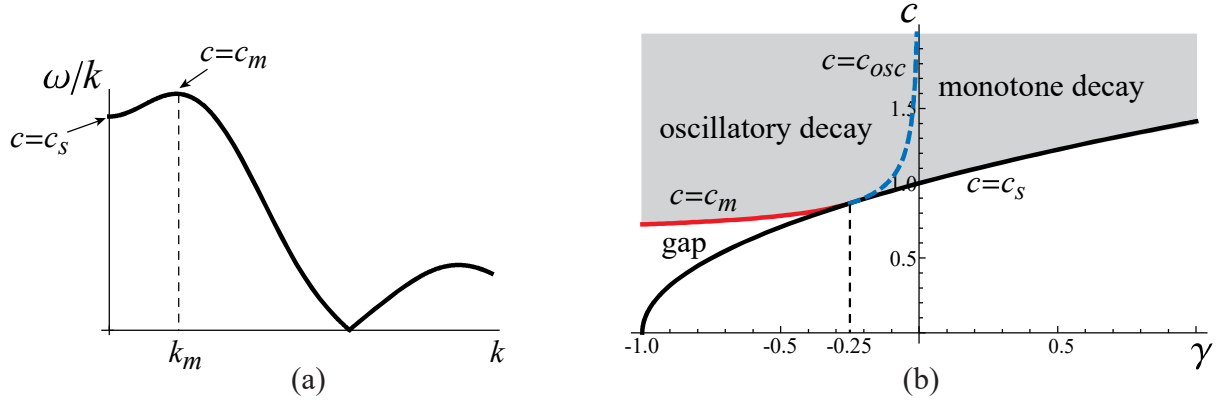 c=c_m
ω/k
c=c_s
k_m
k
(a)
c
c=c_osc
monotone decay
1.5
oscillatory decay
1.0
c=c_m
c=c_s
gap
0.5
-1.0
-0.5
-0.25
0.5
γ
(b)